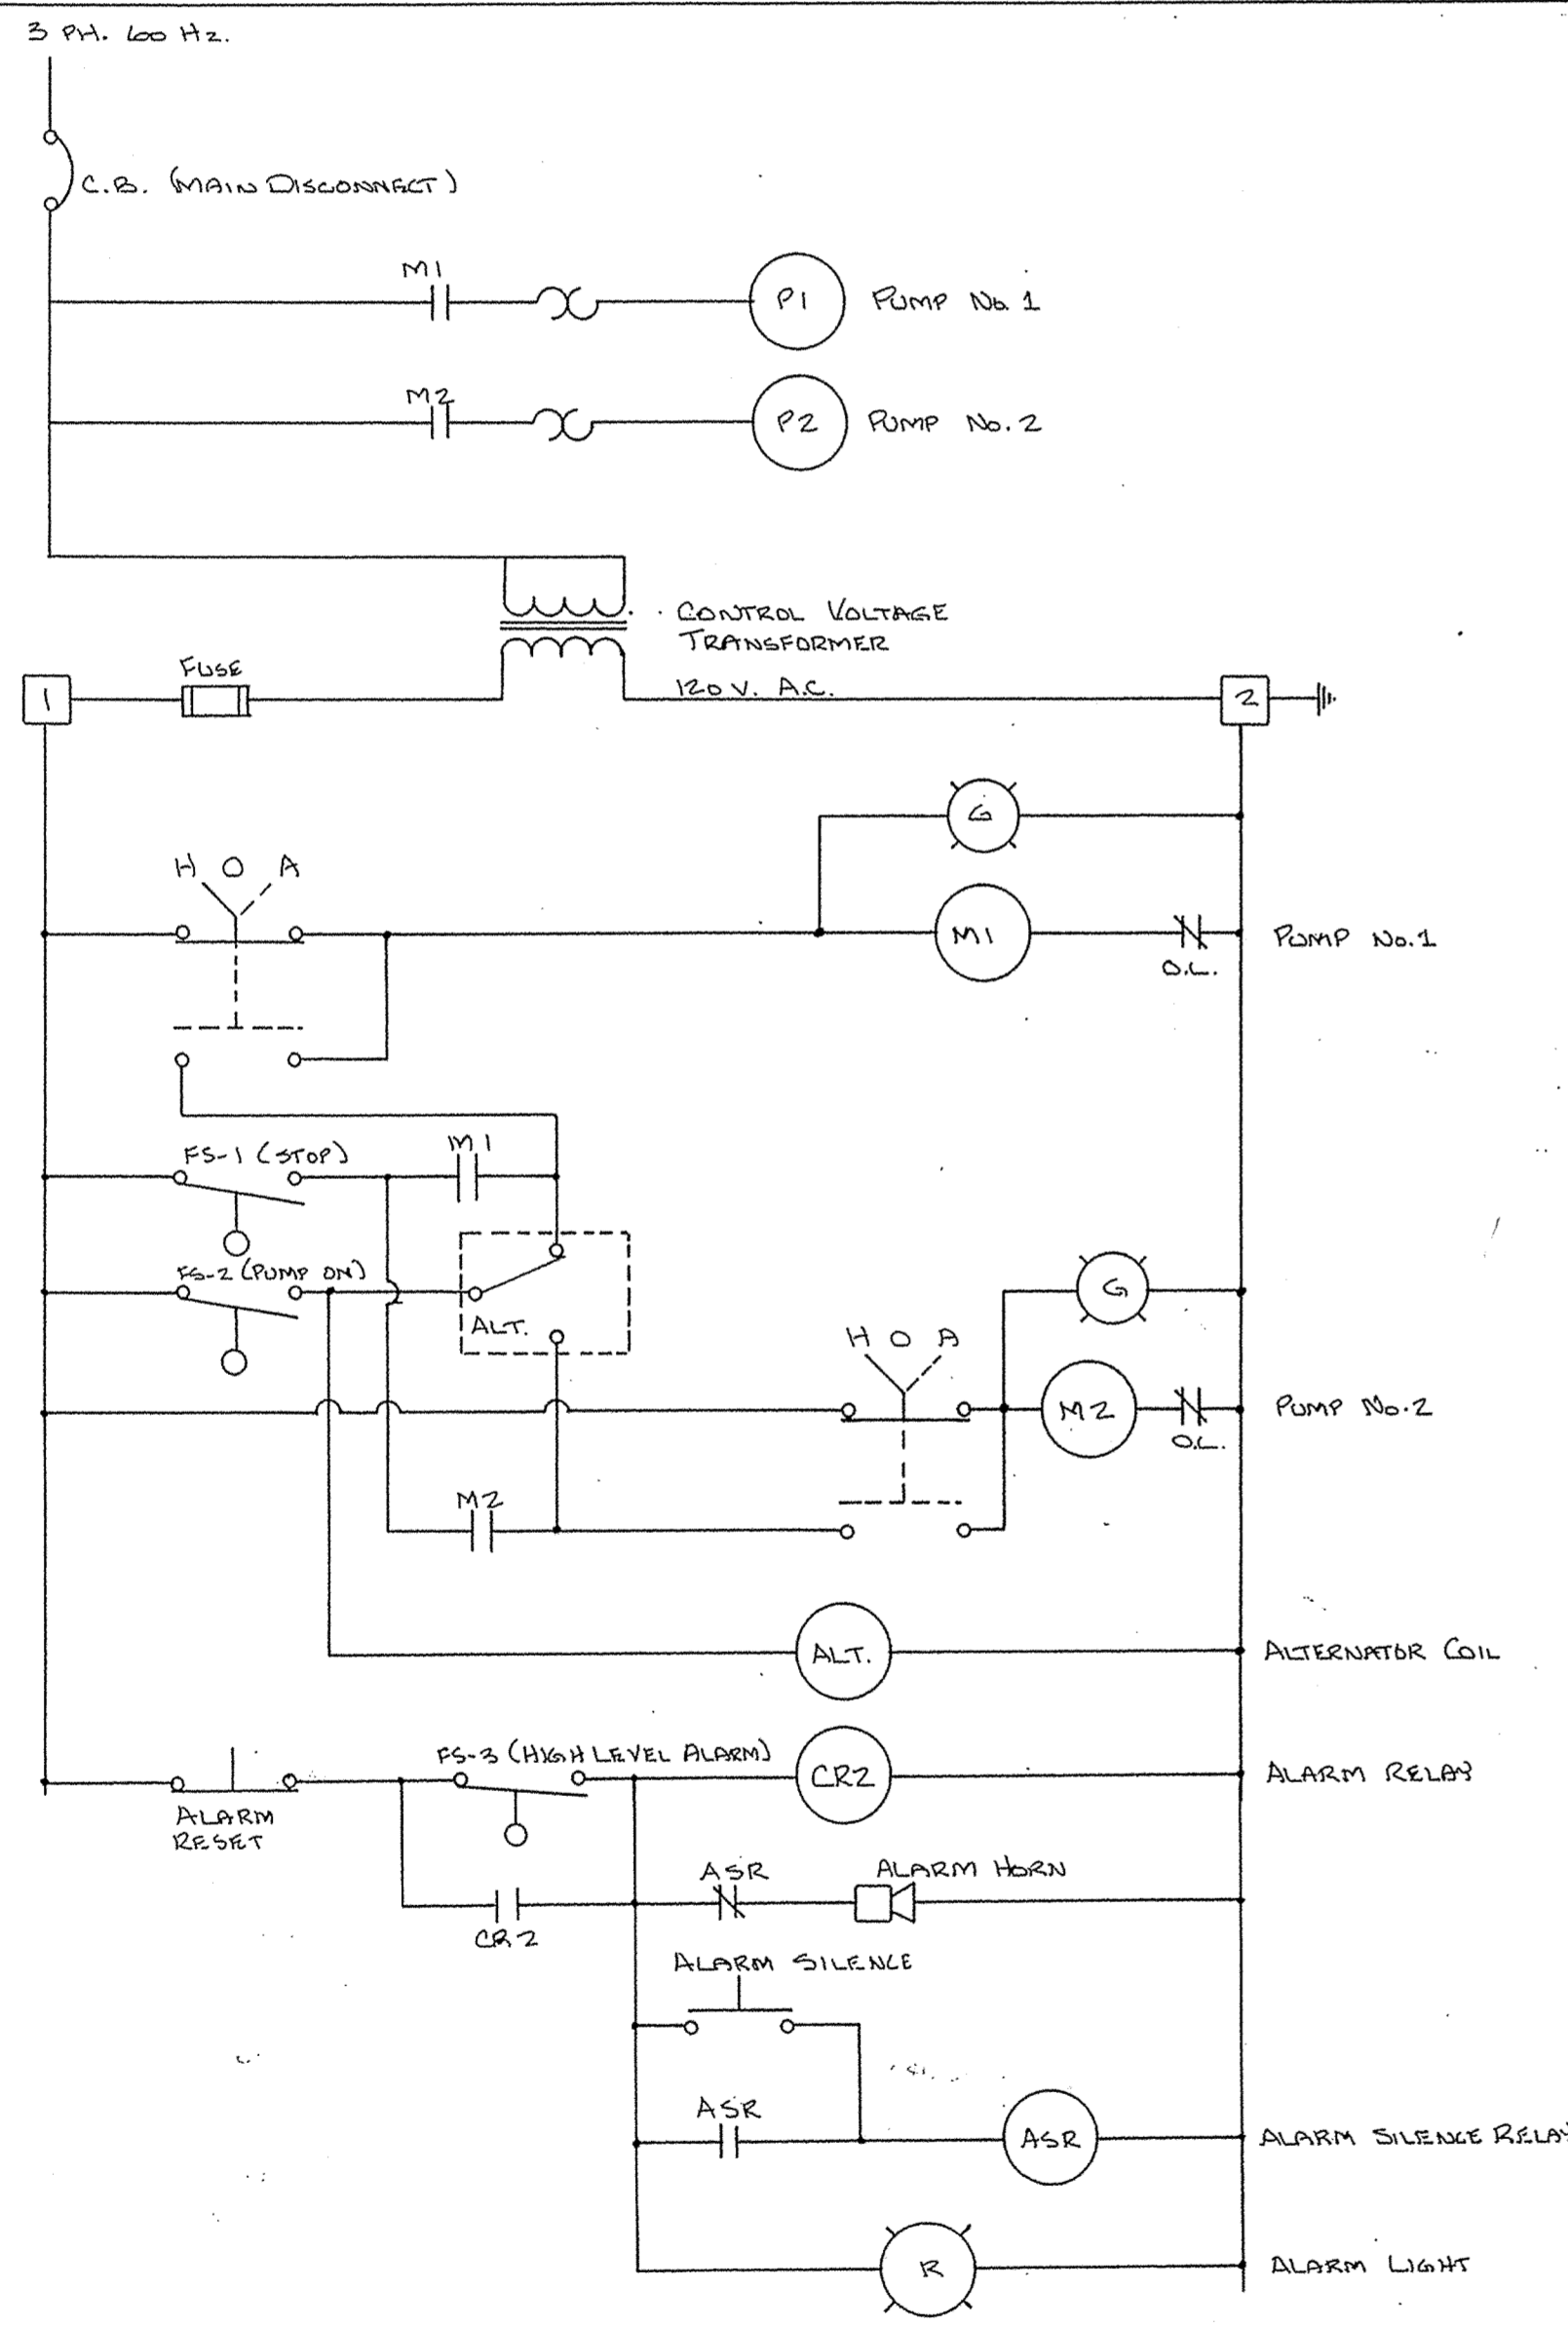 3 PH. 60 Hz.
C.B. (MAIN DISCONNECT)
M1
P1
PUMP No. 1
M2
P2
PUMP No. 2
CONTROL VOLTAGE
TRANSFORMER
FUSE
1
120 V. A.C.
2
G
H O A
M1
O.L.
PUMP No. 1
FS-1 (STOP)
M1
FS-2 (PUMP ON)
ALT.
G
H O A
M2
O.L.
PUMP No. 2
M2
ALT.
ALTERNATOR COIL
FS-3 (HIGH LEVEL ALARM)
CR2
ALARM RELAY
ALARM
RESET
ASR
ALARM HORN
CR2
ALARM SILENCE
ASR
ASR
ALARM SILENCE RELAY
R
ALARM LIGHT